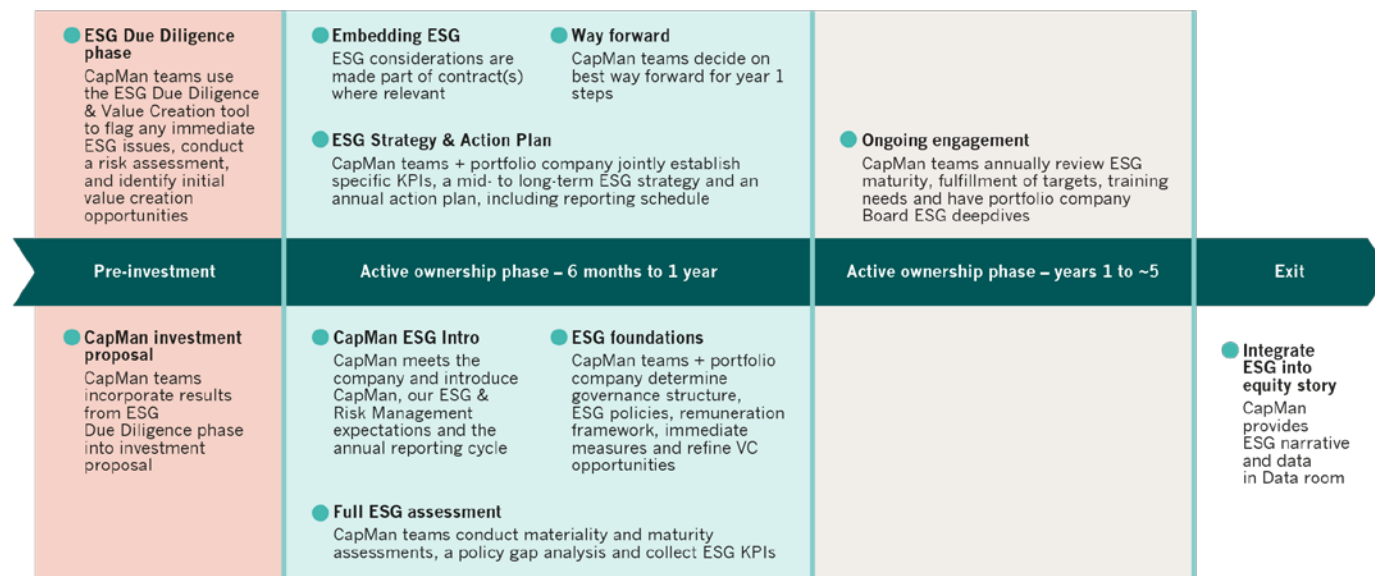 ESG Due Diligence
phase
CapMan teams use
the ESG Due Diligence
& Value Creation tool
to flag any immediate
ESG issues, conduct
a risk assessment,
and identify initial
value creation
opportunities
Embedding ESG
ESG considerations are
made part of contract(s)
where relevant
Way forward
CapMan teams decide on
best way forward for year 1
steps
ESG Strategy & Action Plan
CapMan teams + portfolio company jointly establish
specific KPIs, a mid- to long-term ESG strategy and an
annual action plan, including reporting schedule
Ongoing engagement
CapMan teams annually review ESG
maturity, fulfillment of targets, training
needs and have portfolio company
Board ESG deepdives
Pre-investment
Active ownership phase – 6 months to 1 year
Active ownership phase – years 1 to ~5
Exit
CapMan investment
proposal
CapMan teams
incorporate results
from ESG
Due Diligence phase
into investment
proposal
CapMan ESG Intro
CapMan meets the
company and introduce
CapMan, our ESG &
Risk Management
expectations and the
annual reporting cycle
ESG foundations
CapMan teams + portfolio
company determine
governance structure,
ESG policies, remuneration
framework, immediate
measures and refine VC
opportunities
Full ESG assessment
CapMan teams conduct materiality and maturity
assessments, a policy gap analysis and collect ESG KPIs
Integrate
ESG into
equity story
CapMan
provides
ESG narrative
and data
in Data room